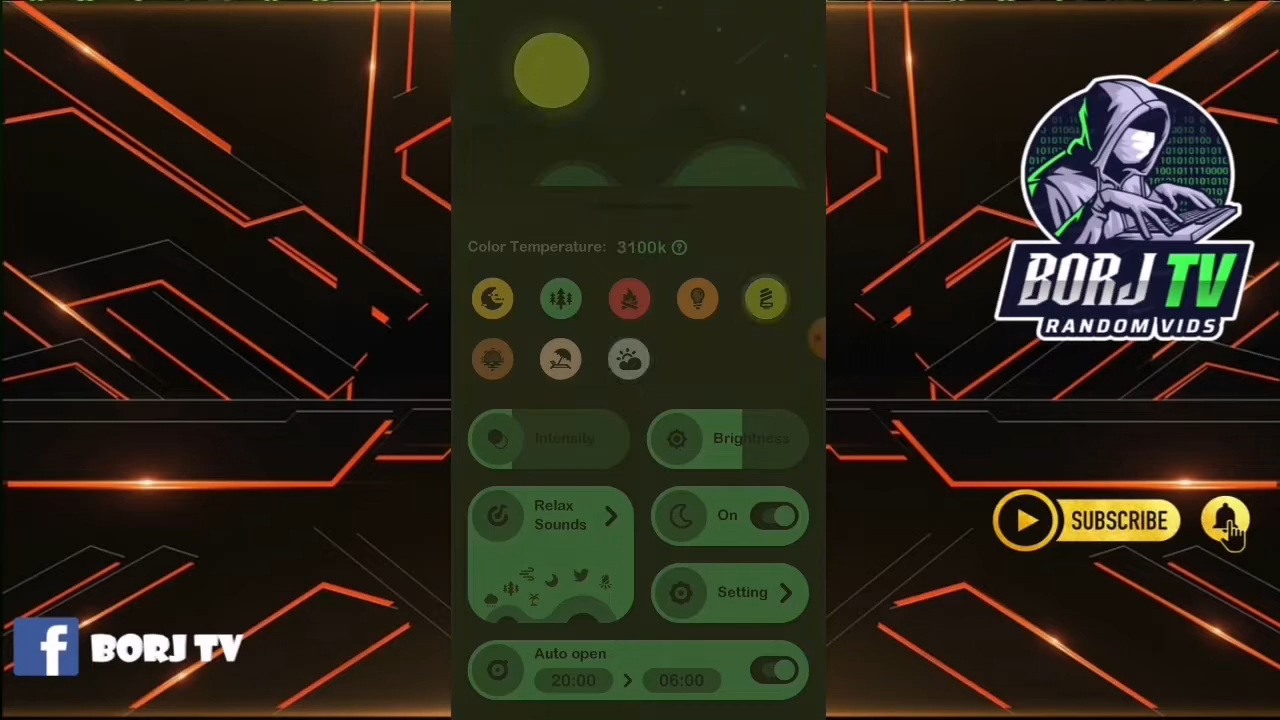 Color Temperature: 3100k ?
Intensity
Brightness
Relax
Sounds
On
Setting
Auto open
20:00
06:00
BORJ TV
RANDOM VIDS
SUBSCRIBE
f BORJ TV